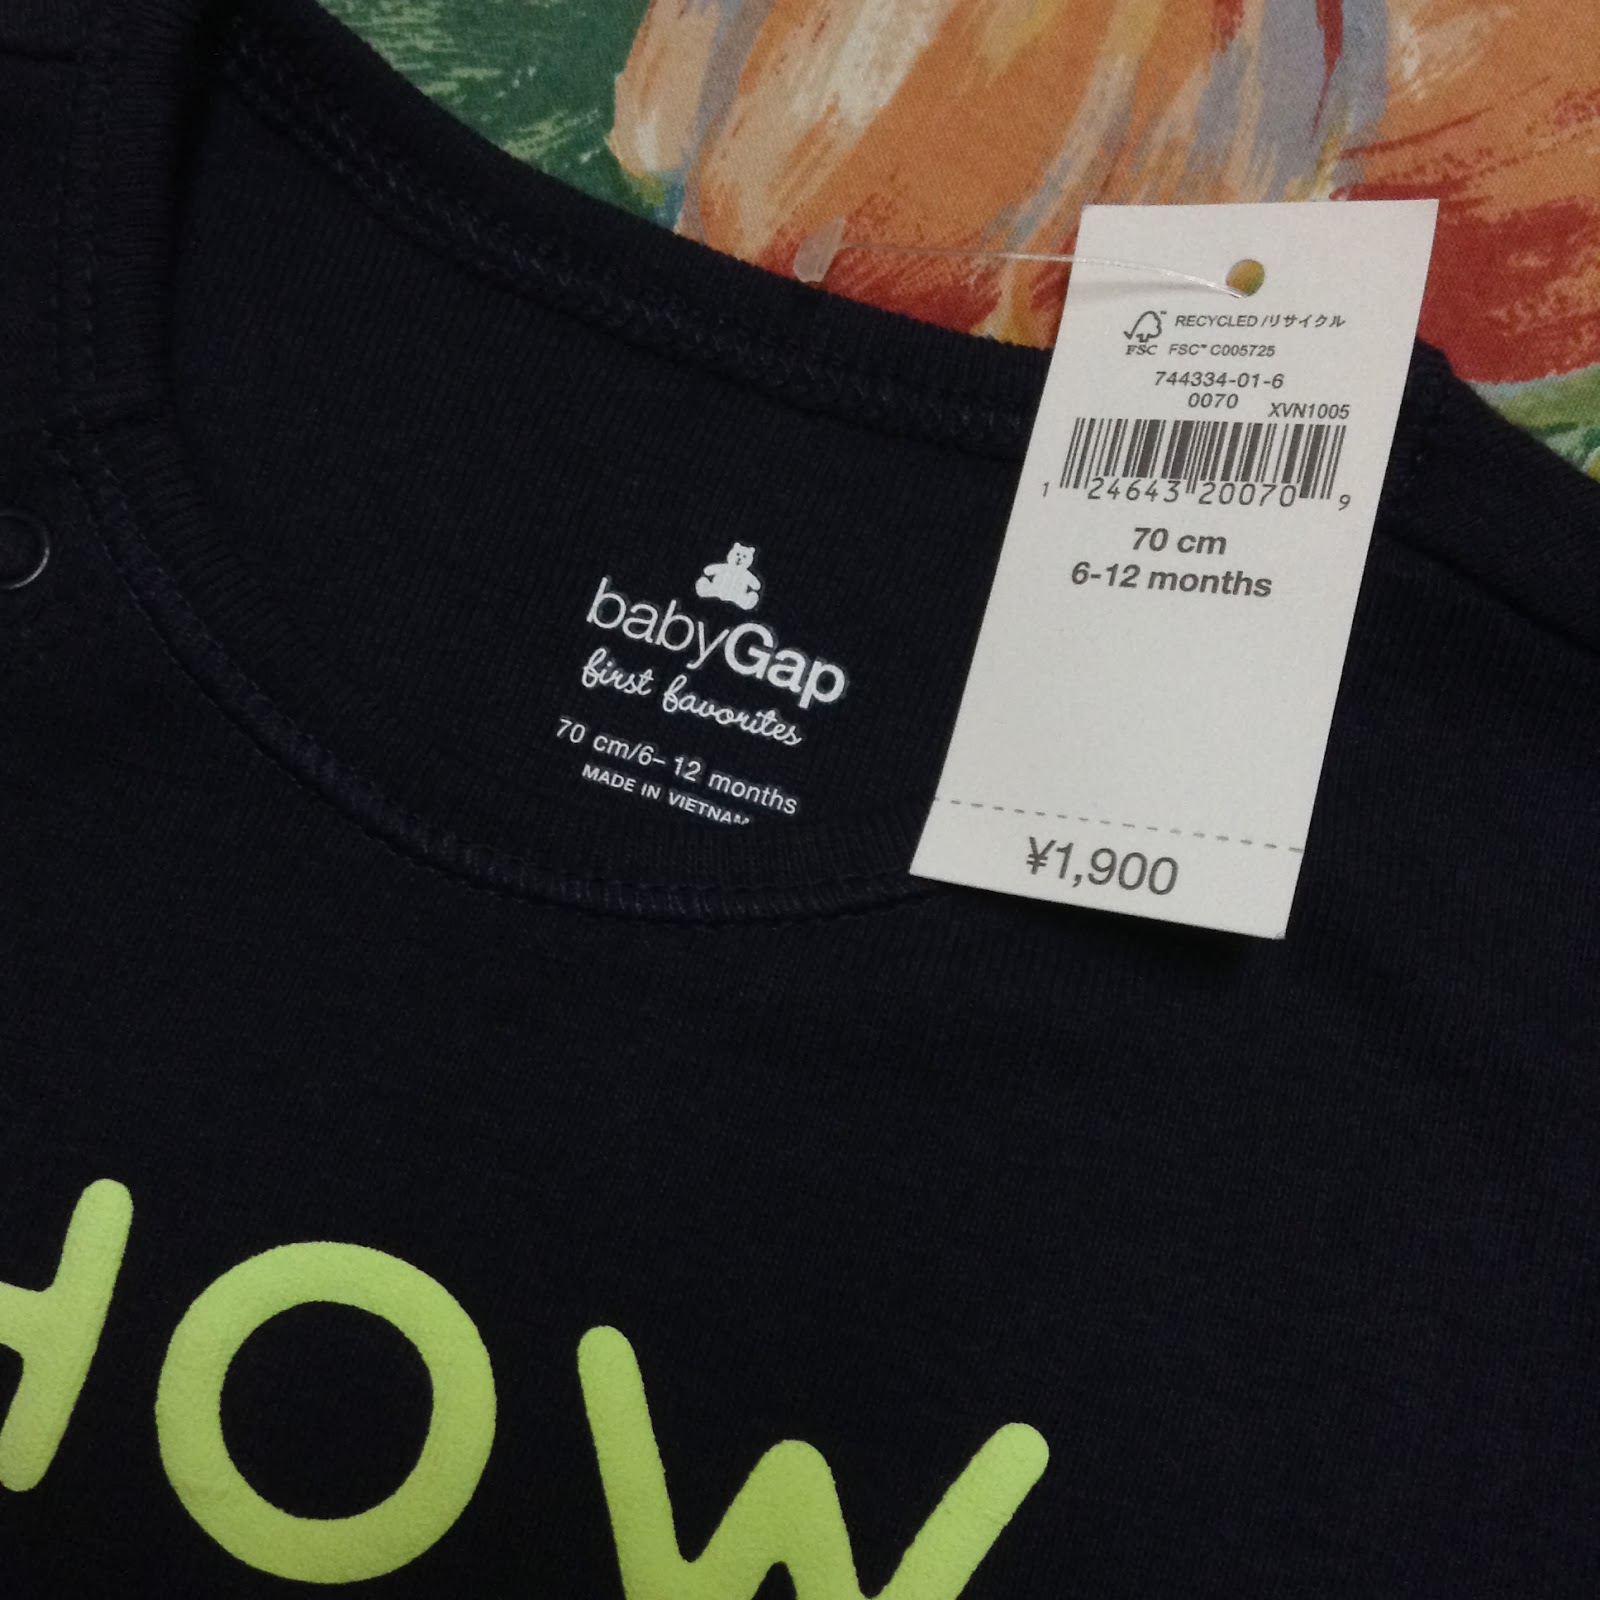 RECYCLED /リサイクル
FSC FSC™ C005725
744334-01-6
0070 XVN1005
1 24643 20070 9
70 cm
6-12 months
¥1,900
babyGap
first favorites
70 cm/6–12 months
MADE IN VIETNAM
HOW